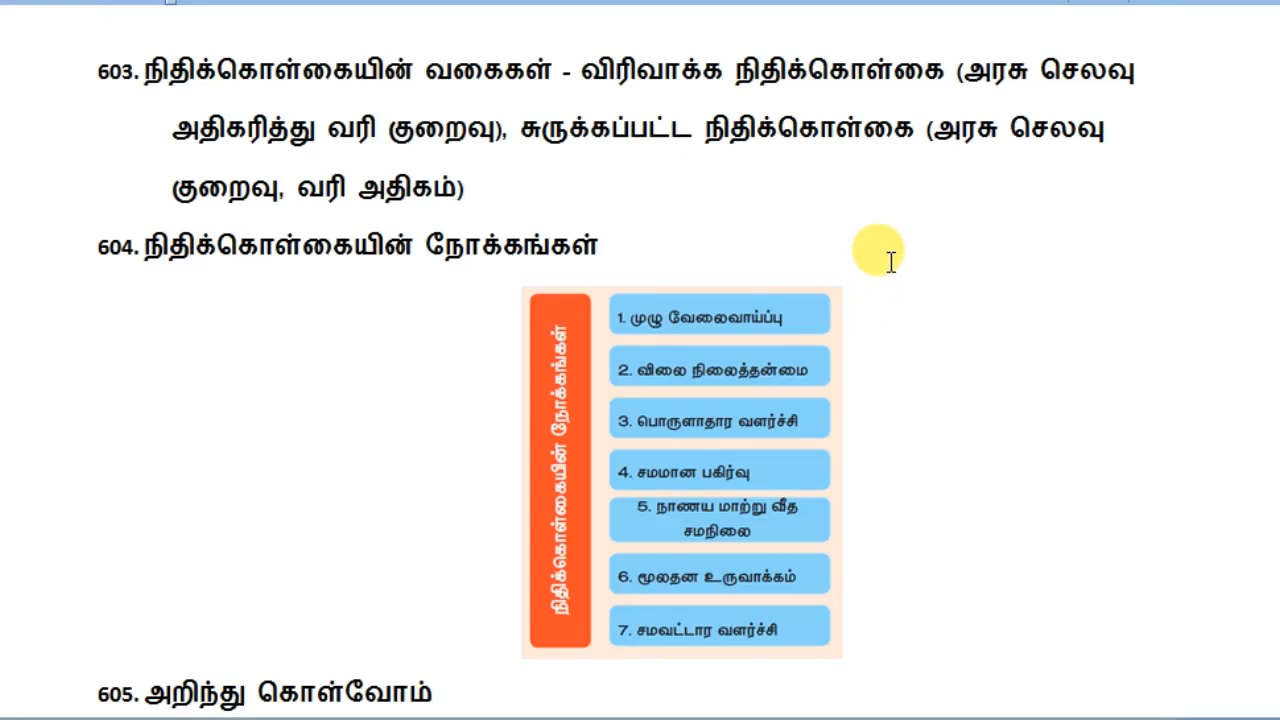 603. நிதிக்கொள்கையின் வகைகள் - விரிவாக்க நிதிக்கொள்கை (அரசு செலவு
அதிகரித்து வரி குறைவு), சுருக்கப்பட்ட நிதிக்கொள்கை (அரசு செலவு
குறைவு, வரி அதிகம்)
604. நிதிக்கொள்கையின் நோக்கங்கள்
நிதிக்கொள்கையின் நோக்கங்கள்
1. முழு வேலைவாய்ப்பு
2. விலை நிலைத்தன்மை
3. பொருளாதார வளர்ச்சி
4. சமமான பகிர்வு
5. நாணய மாற்று வீத
சமநிலை
6. மூலதன உருவாக்கம்
7. சமவட்டார வளர்ச்சி
605. அறிந்து கொள்வோம்